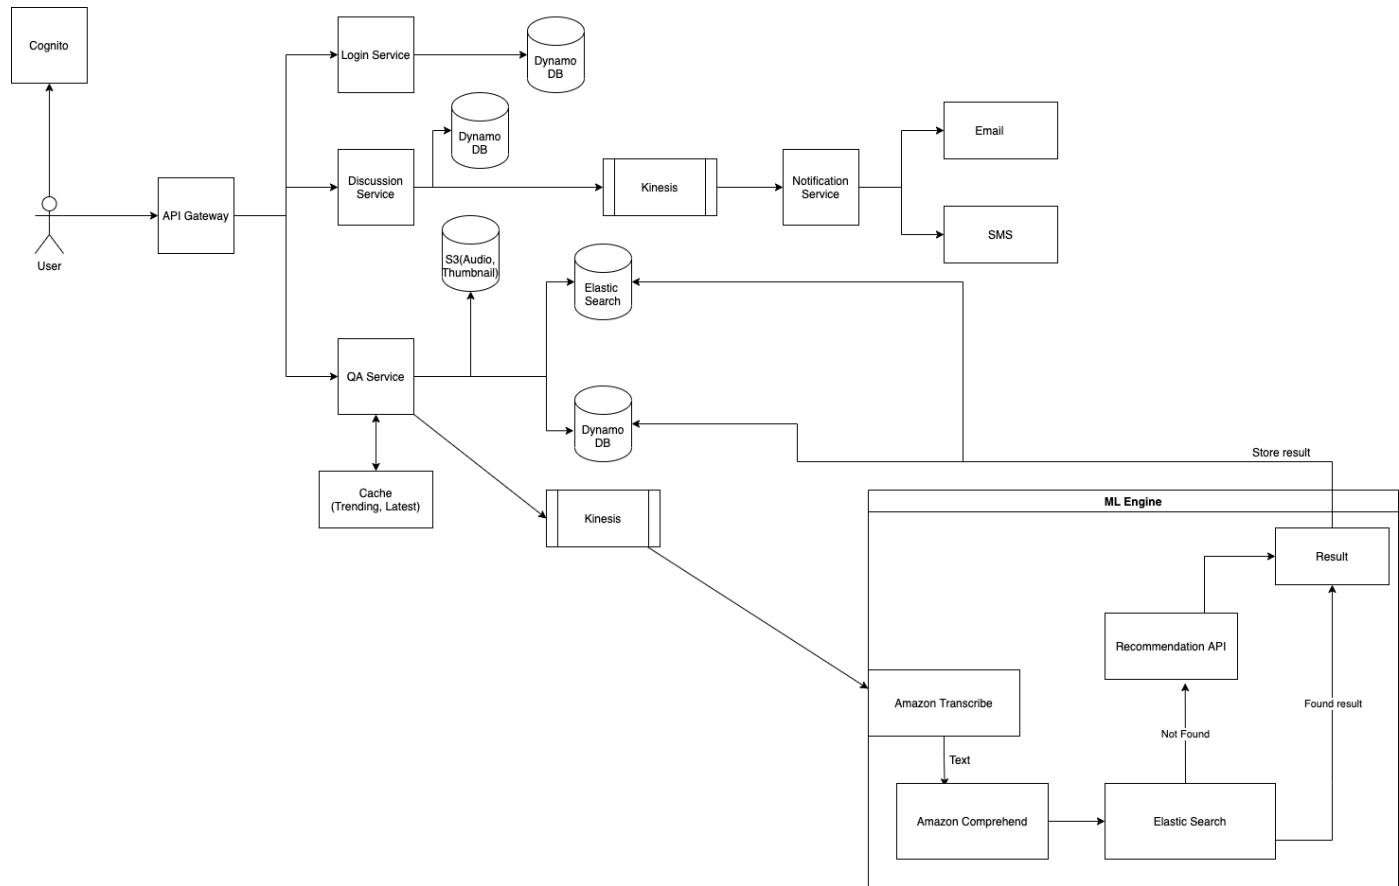 Cognito
User
API Gateway
Login Service
Dynamo
DB
Dynamo
DB
Discussion
Service
Kinesis
Notification
Service
Email
SMS
S3(Audio,
Thumbnail)
Elastic
Search
QA Service
Dynamo
DB
Cache
(Trending, Latest)
Kinesis
Store result
ML Engine
Result
Recommendation API
Amazon Transcribe
Found result
Not Found
Text
Amazon Comprehend
Elastic Search